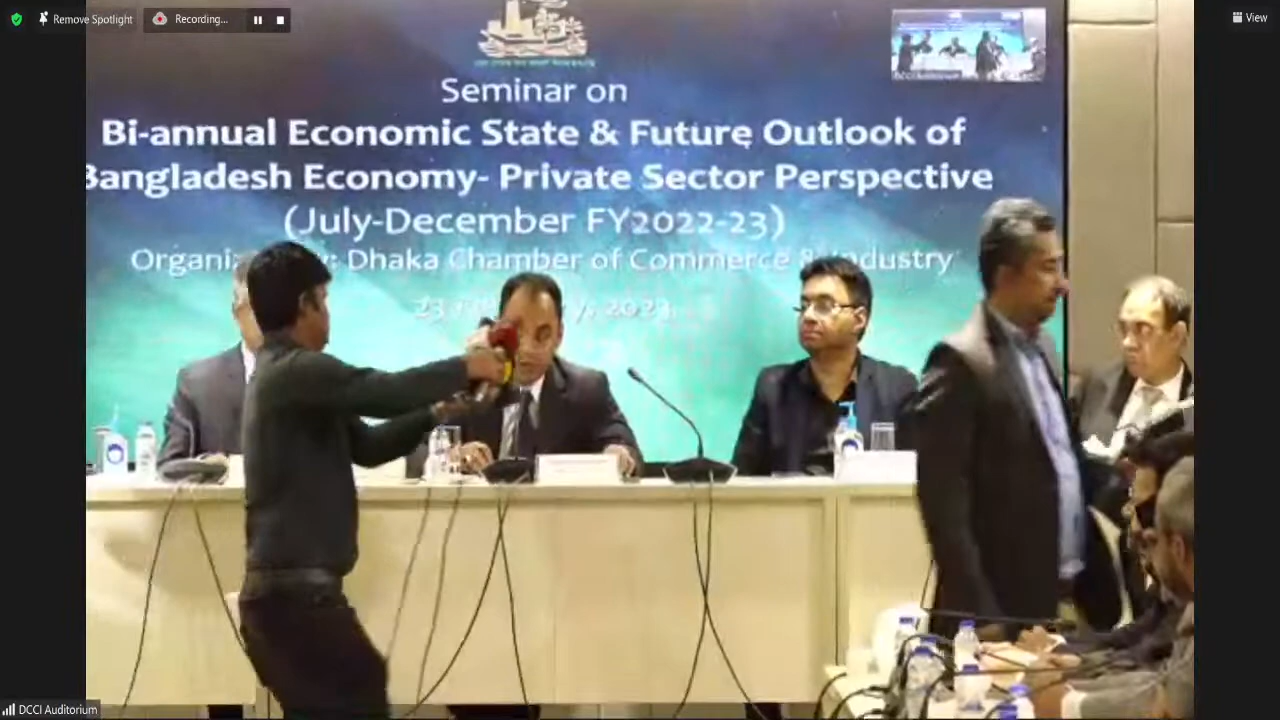 Remove Spotlight
Recording...
View
Seminar on
Bi-annual Economic State & Future Outlook of
Bangladesh Economy- Private Sector Perspective
(July-December FY2022-23)
Dhaka Chamber of Commerce & Industry
2023
DCCI Auditorium